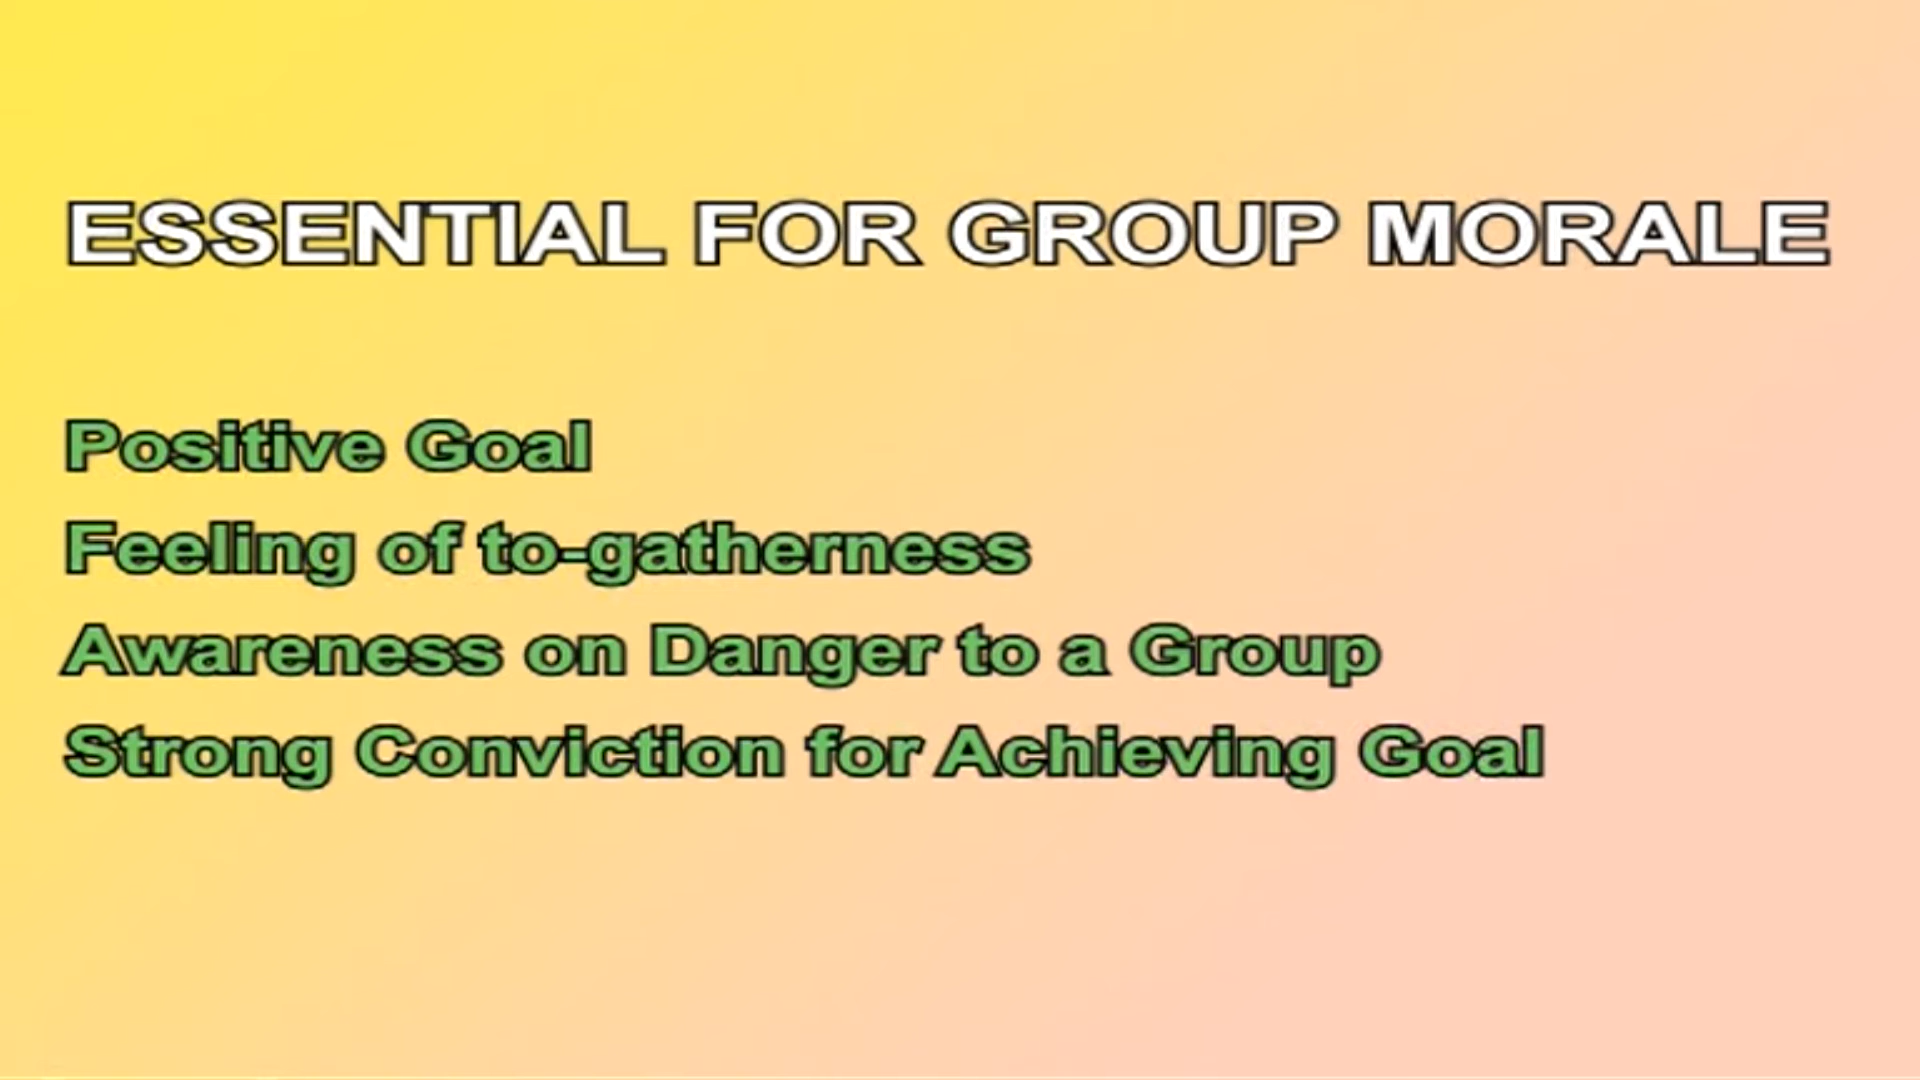 ESSENTIAL FOR GROUP MORALE
Positive Goal
Feeling of to-gatherness
Awareness on Danger to a Group
Strong Conviction for Achieving Goal